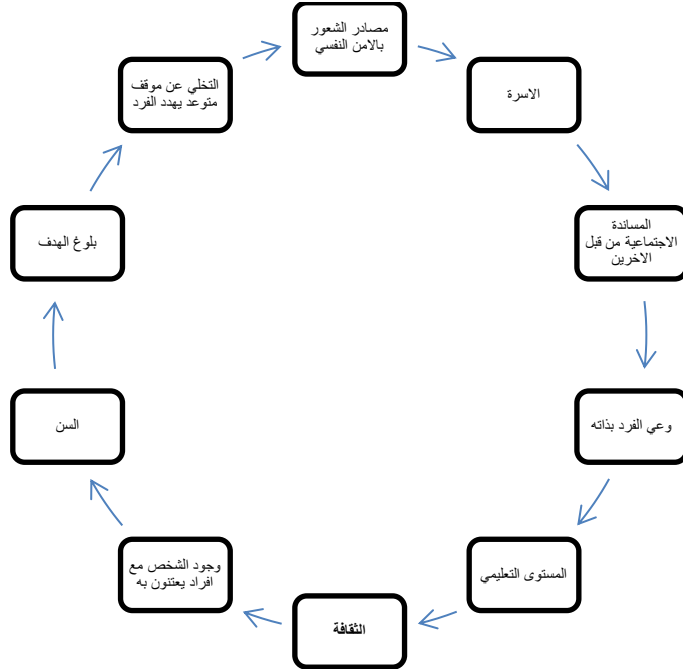 مصادر الشعور
بالامن النفسي
الاسرة
المساندة
الاجتماعية من قبل
الاخرين
وعي الفرد بذاته
المستوى التعليمي
الثقافة
وجود الشخص مع
افراد يعتنون به
السن
بلوغ الهدف
التخلي عن موقف
متوعد يهدد الفرد